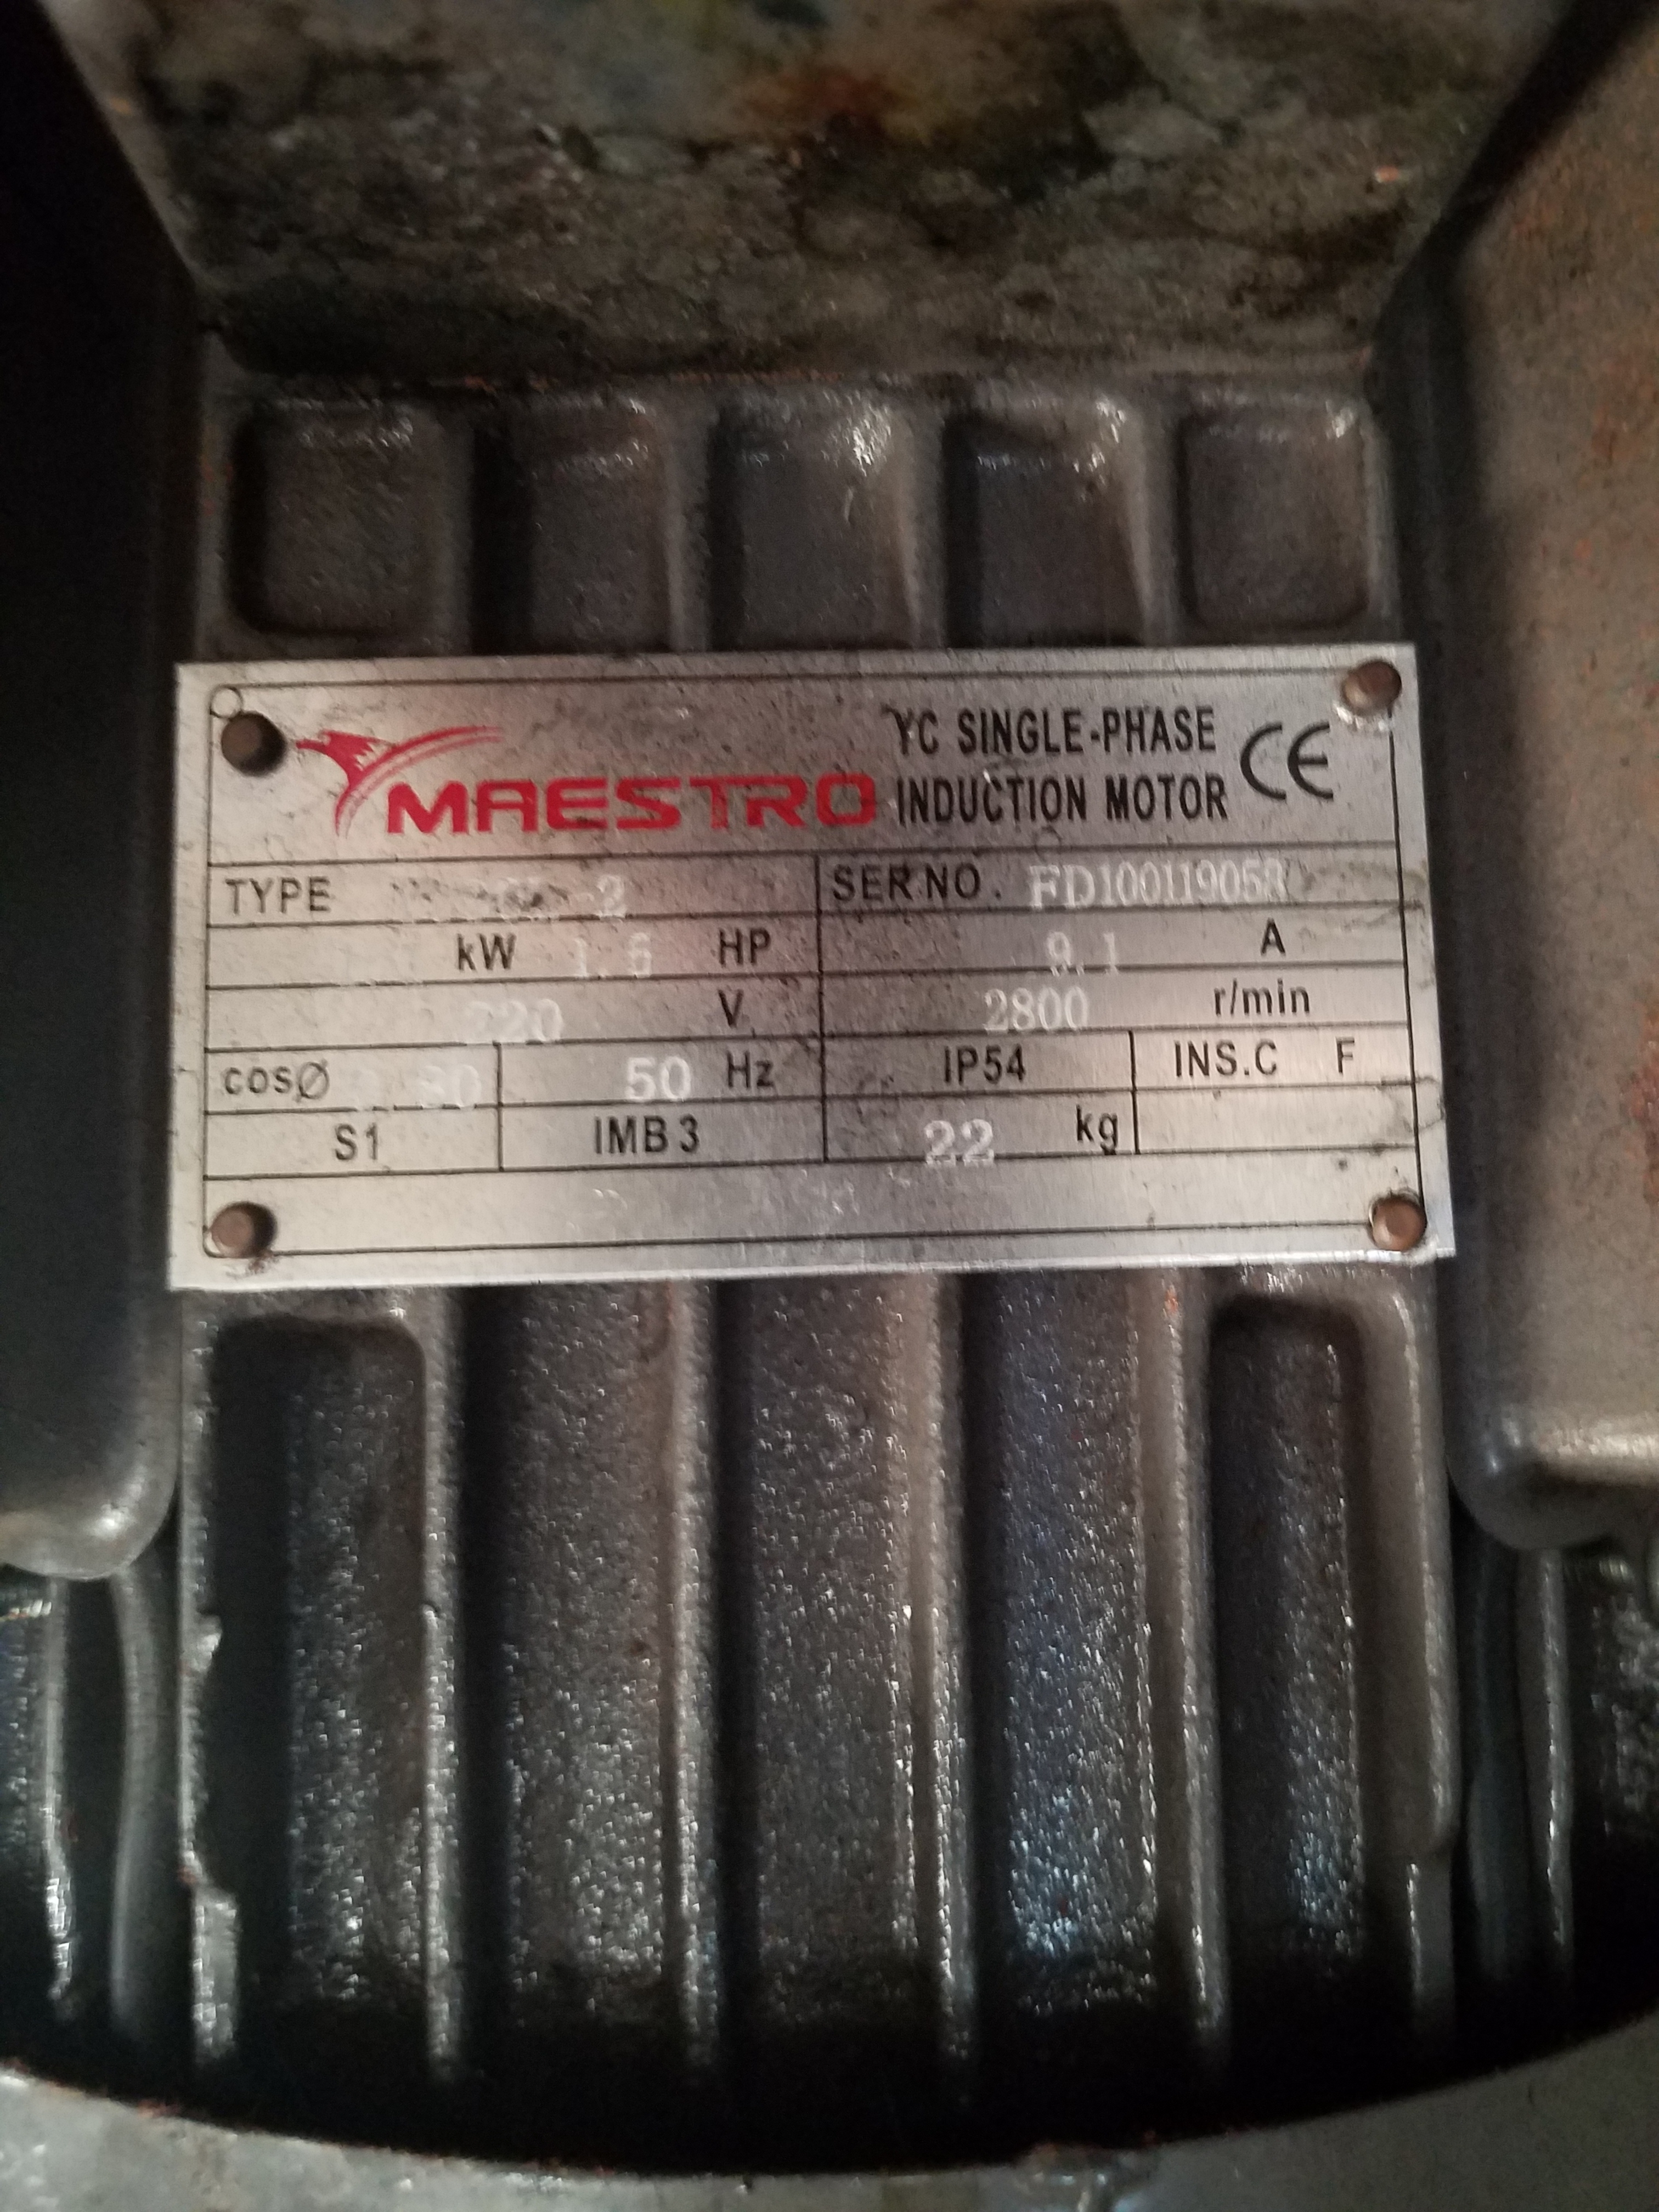 MAESTRO
YC SINGLE-PHASE
INDUCTION MOTOR
CE
TYPE
SER.NO.
kW HP 9.1 A
220 V 2800 r/min
cosØ 50 Hz IP54 INS.C F
S1 IMB3 22 kg